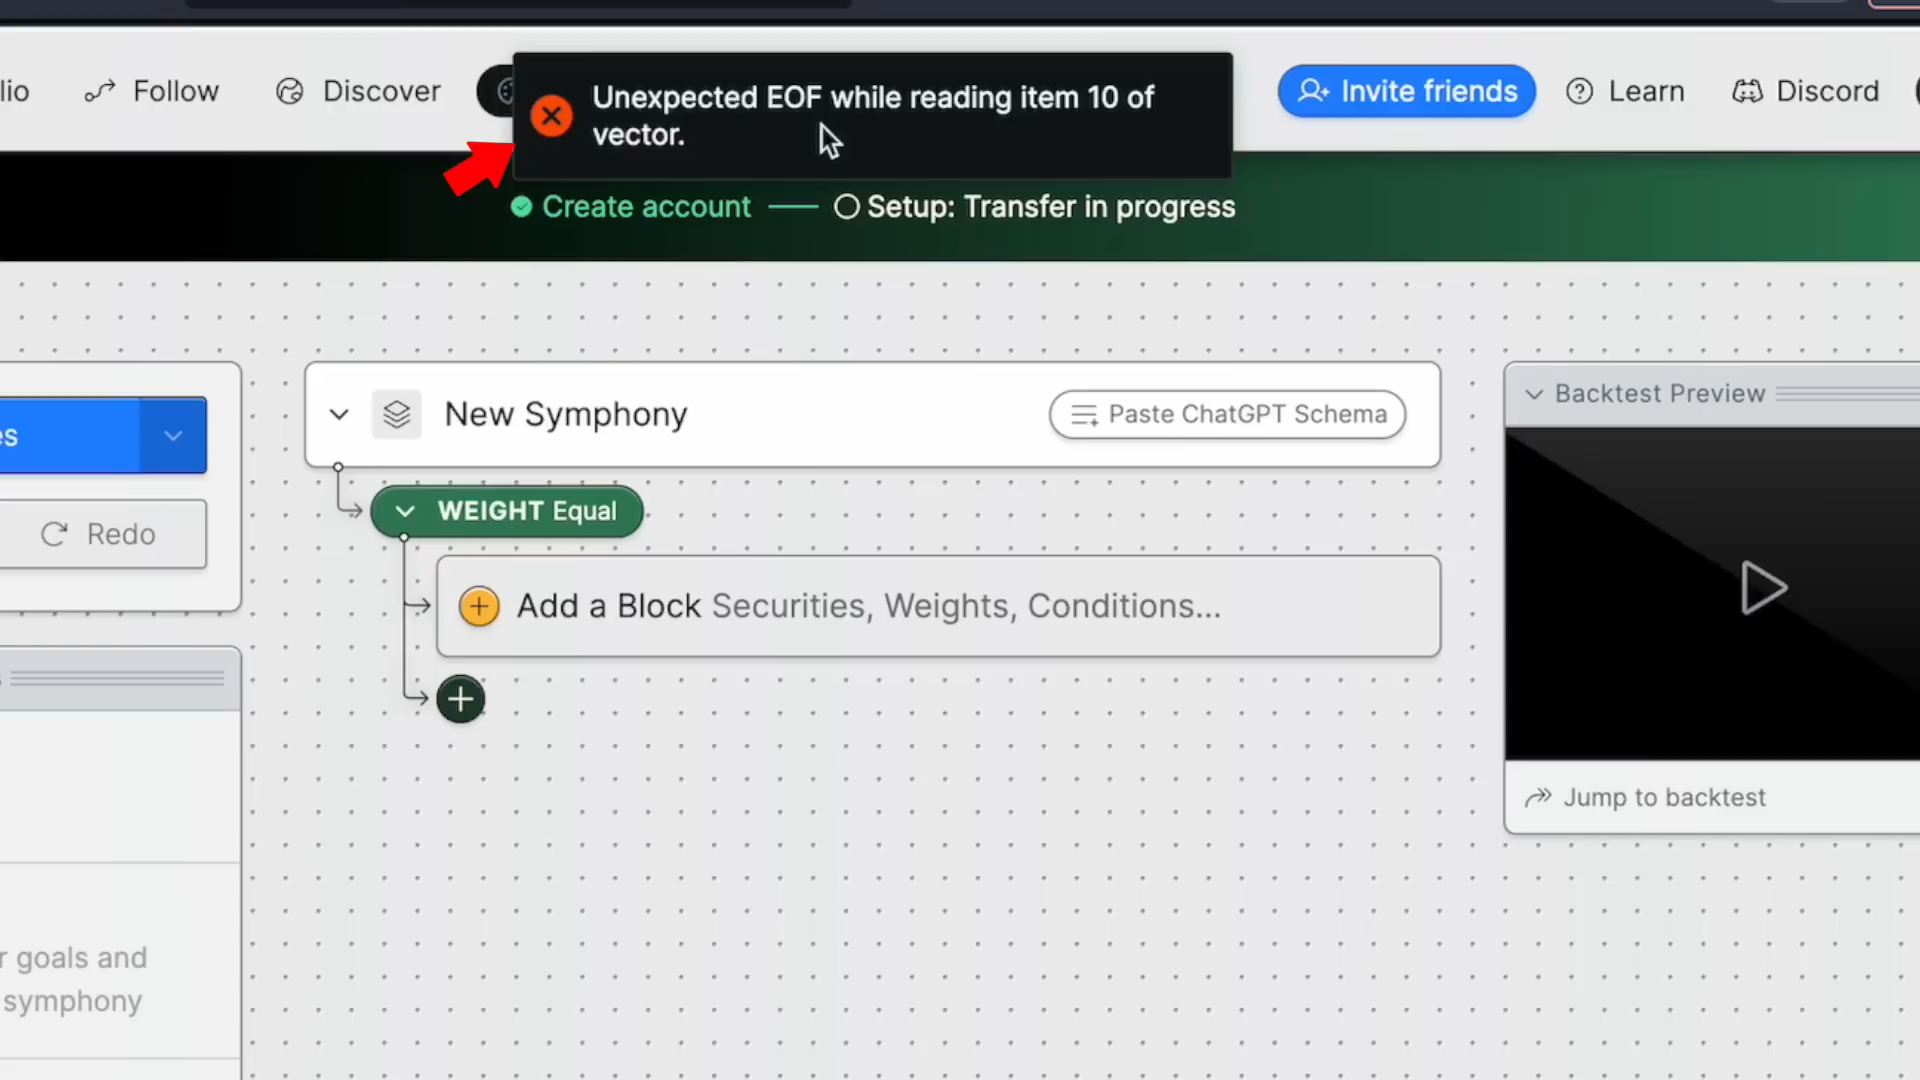 lio
Follow
Discover
Unexpected EOF while reading item 10 of
vector.
Invite friends
Learn
Discord
Create account
Setup: Transfer in progress
New Symphony
Paste ChatGPT Schema
Backtest Preview
es
WEIGHT Equal
Redo
Add a Block Securities, Weights, Conditions...
Jump to backtest
r goals and
symphony